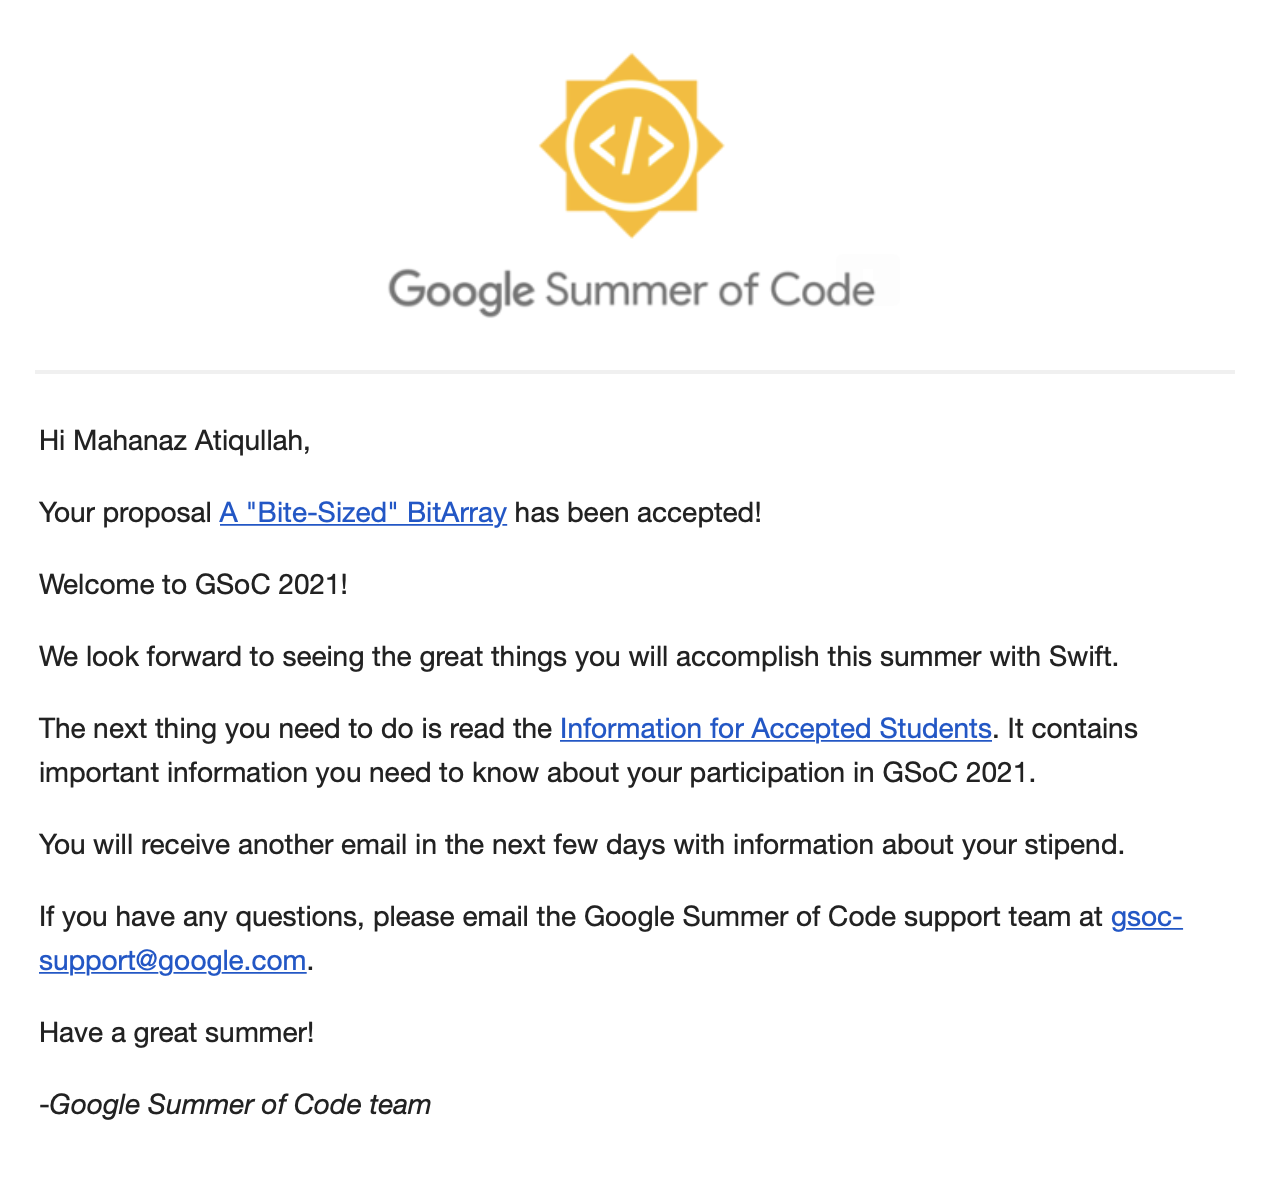 </>
Google Summer of Code
Hi Mahanaz Atiqullah,
Your proposal A "Bite-Sized" BitArray has been accepted!
Welcome to GSoC 2021!
We look forward to seeing the great things you will accomplish this summer with Swift.
The next thing you need to do is read the Information for Accepted Students. It contains
important information you need to know about your participation in GSoC 2021.
You will receive another email in the next few days with information about your stipend.
If you have any questions, please email the Google Summer of Code support team at gsoc-
support@google.com.
Have a great summer!
-Google Summer of Code team